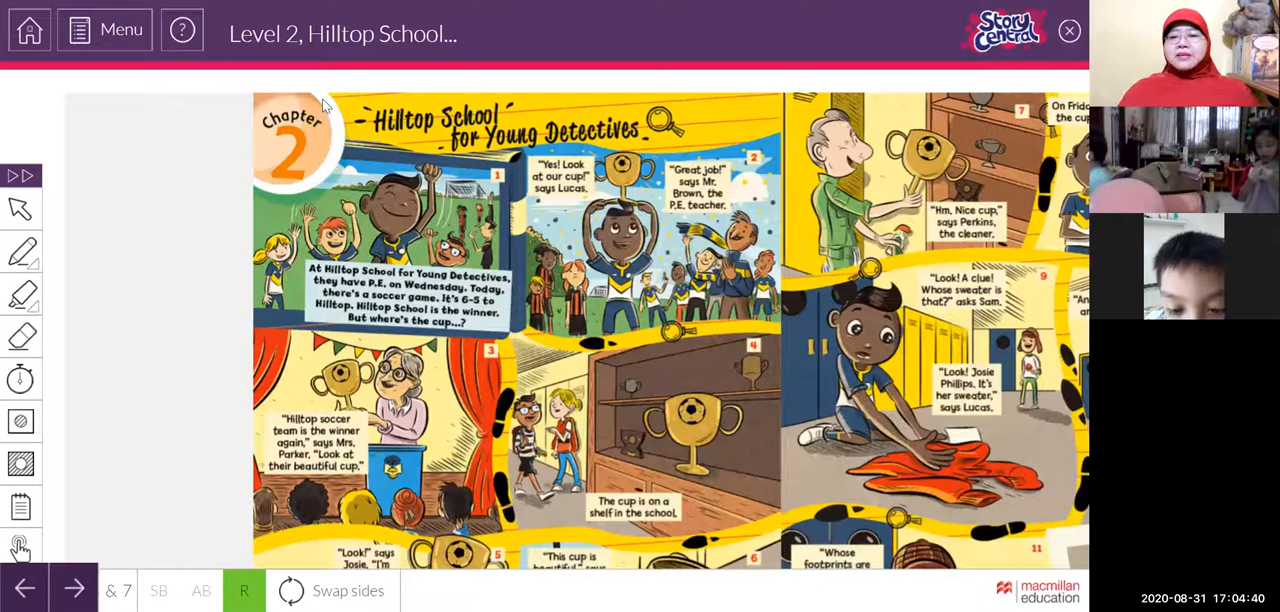 Menu
?
Level 2, Hilltop School...
Story
Central
Chapter
2
Hilltop School
for Young Detectives
1
At Hilltop School for Young Detectives,
they have P.E. on Wednesday. Today,
there's a soccer game. It's 6-5 to
Hilltop. Hilltop School is the winner.
But where's the cup...?
2
"Yes! Look
at our cup!"
says Lucas.
"Great job!"
says Mr.
Brown, the
P.E. teacher.
3
"Hilltop soccer
team is the winner
again," says Mrs.
Parker. "Look at
their beautiful cup."
4
The cup is on a
shelf in the school.
5
"Look!" says
Josie. "I'm
6
"This cup is
beautiful," says
7
"Hm. Nice cup,"
says Perkins,
the cleaner.
On Frida
the cup
9
"Look! A clue!
Whose sweater is
that?" asks Sam.
"Look! Josie
Phillips. It's
her sweater,"
says Lucas.
"An
11
"Whose
footprints are
& 7
SB
AB
R
Swap sides
macmillan
education
2020-08-31 17:04:40